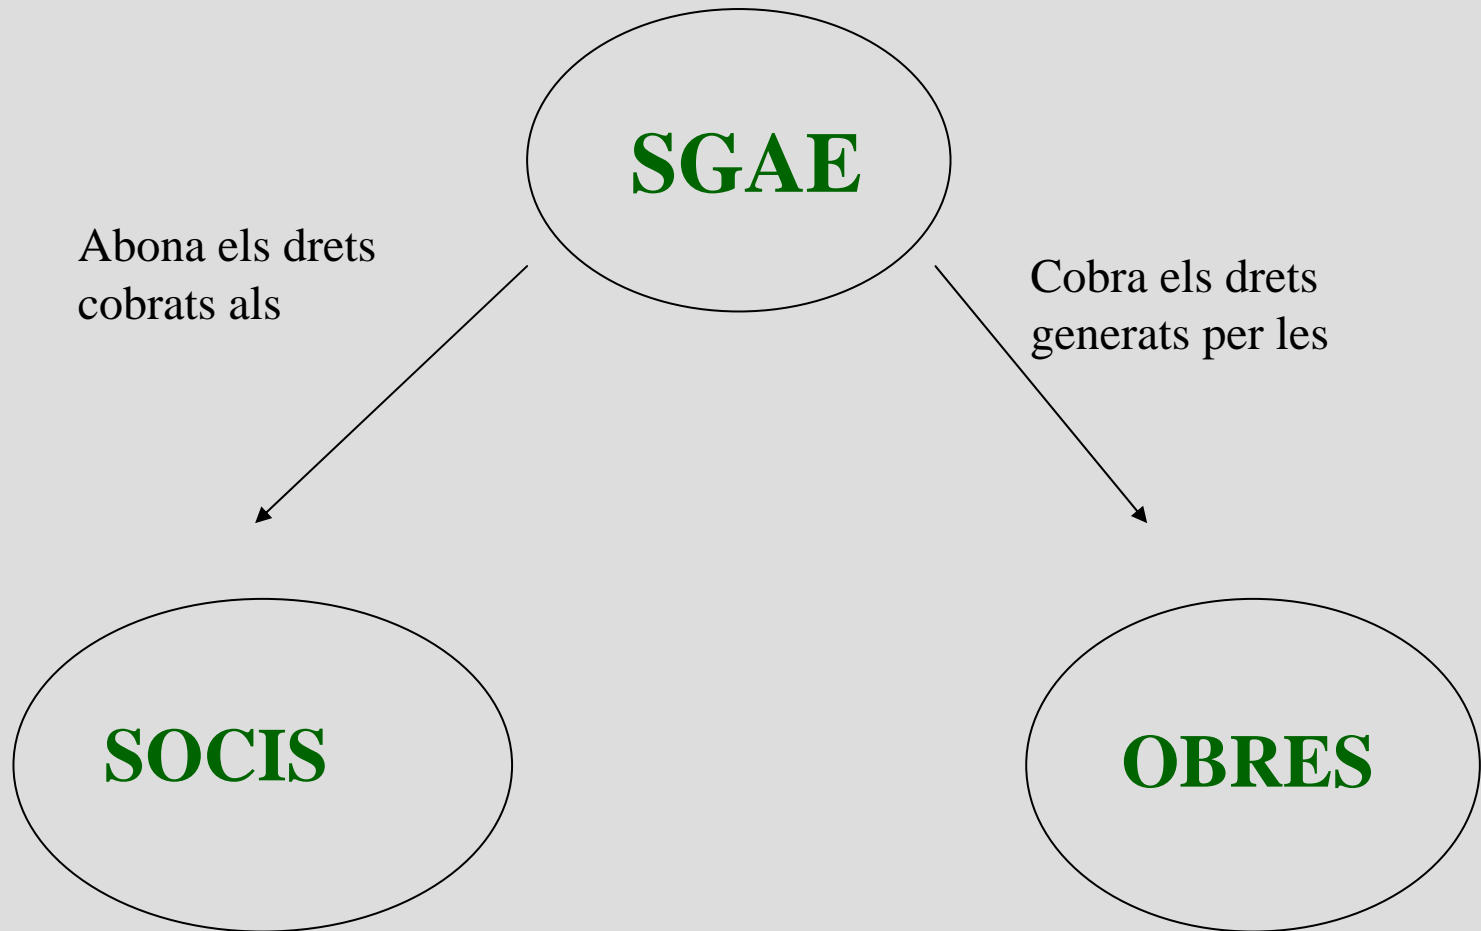 SGAE
Abona els drets
cobrats als
Cobra els drets
generats per les
SOCIS
OBRES